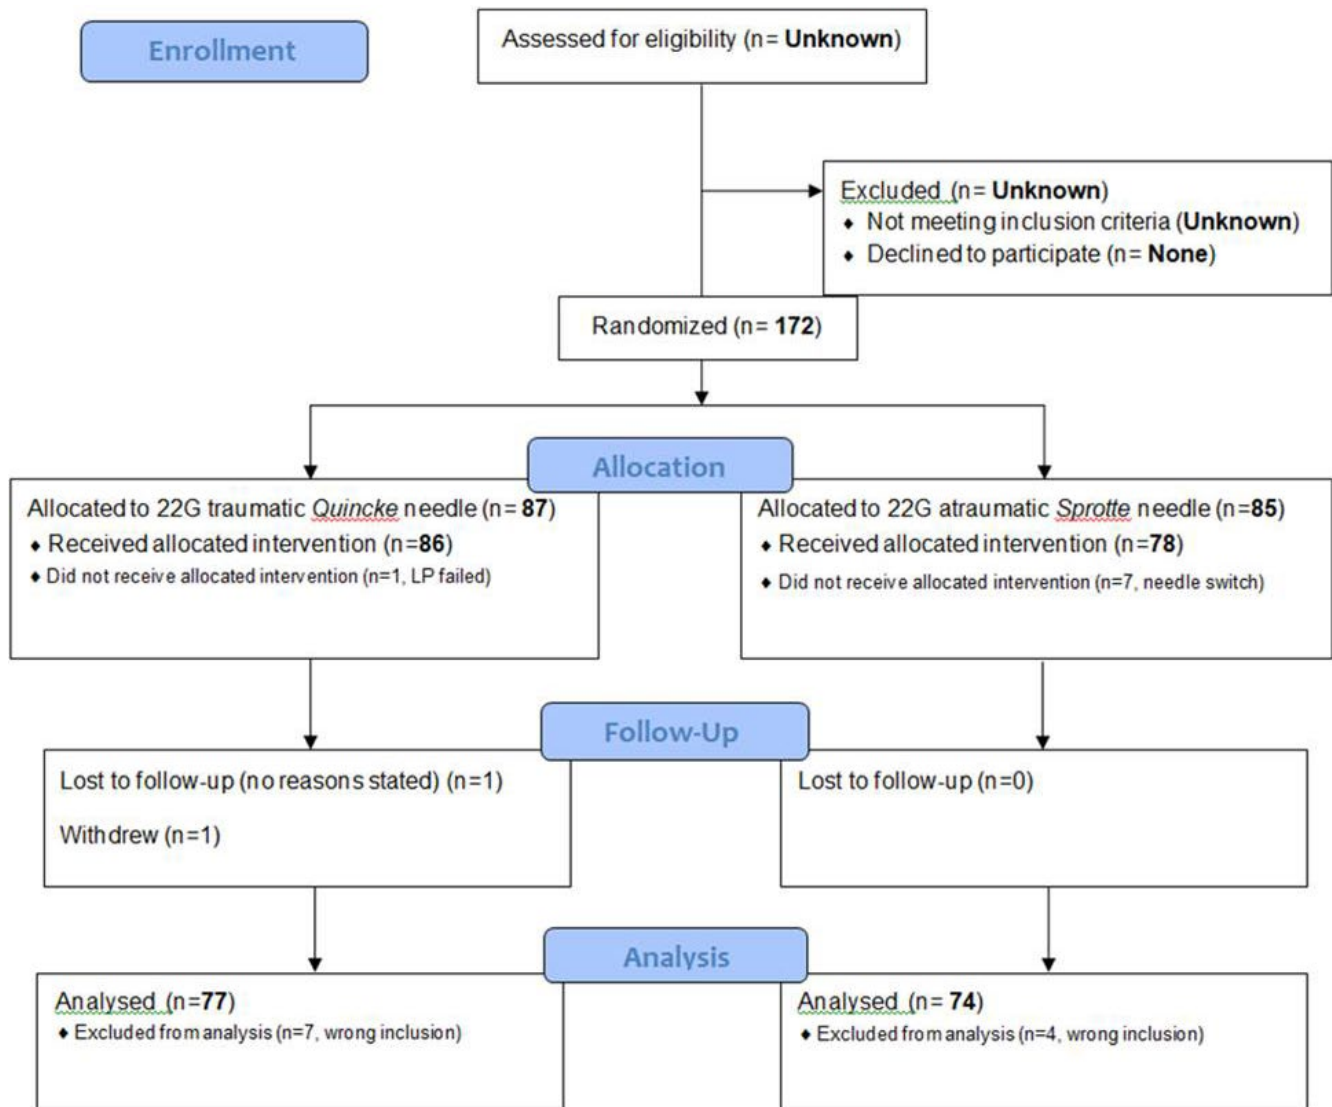 Enrollment
Assessed for eligibility (n= Unknown)
Excluded (n= Unknown)
♦ Not meeting inclusion criteria (Unknown)
♦ Declined to participate (n= None)
Randomized (n= 172)
Allocation
Allocated to 22G traumatic Quincke needle (n= 87)
♦ Received allocated intervention (n=86)
♦ Did not receive allocated intervention (n=1, LP failed)
Allocated to 22G atraumatic Sprotte needle (n=85)
♦ Received allocated intervention (n=78)
♦ Did not receive allocated intervention (n=7, needle switch)
Follow-Up
Lost to follow-up (no reasons stated) (n=1)
Withdrew (n=1)
Lost to follow-up (n=0)
Analysis
Analysed (n=77)
♦ Excluded from analysis (n=7, wrong inclusion)
Analysed (n= 74)
♦ Excluded from analysis (n=4, wrong inclusion)